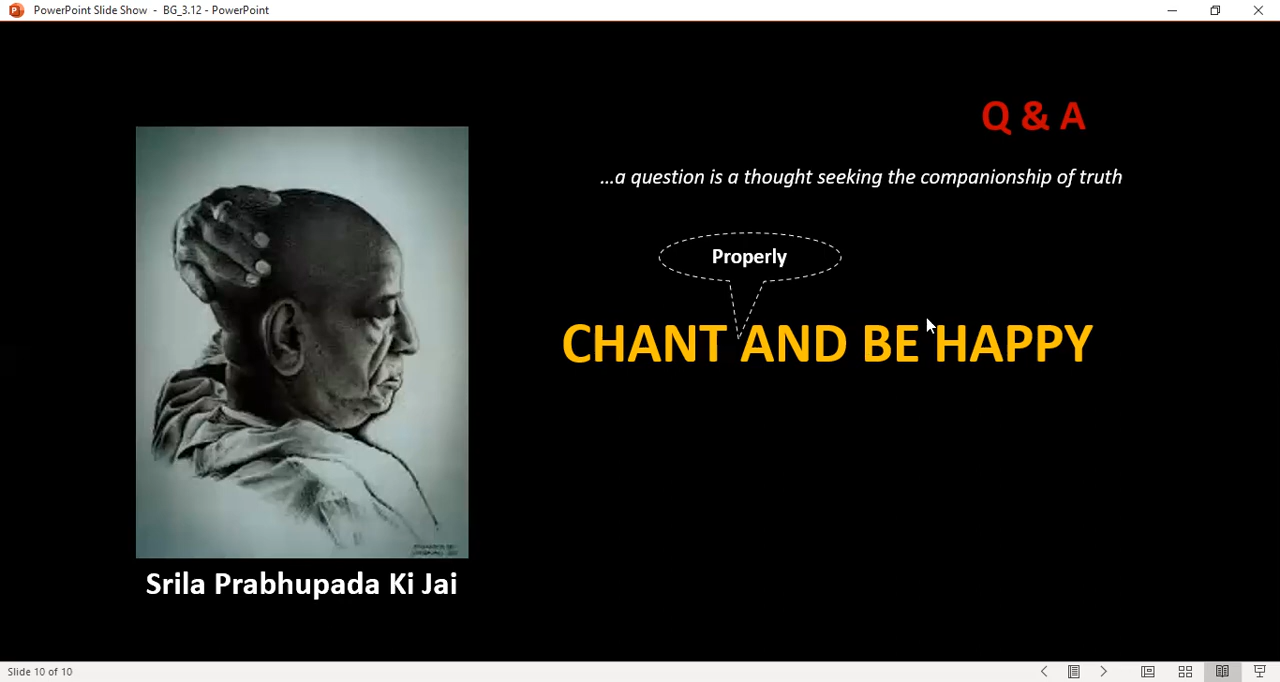 PowerPoint Slide Show - BG_3.12 - PowerPoint
Q & A
...a question is a thought seeking the companionship of truth
Properly
CHANT AND BE HAPPY
Srila Prabhupada Ki Jai
Slide 10 of 10